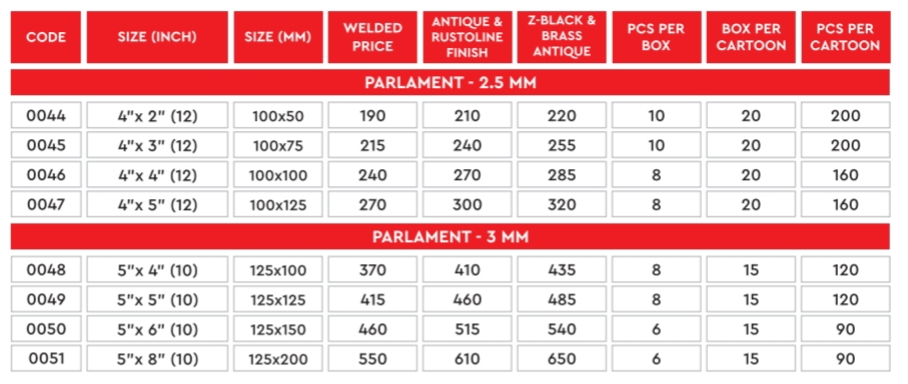 CODE SIZE (INCH) SIZE (MM) WELDED PRICE ANTIQUE & RUSTOLINE FINISH Z-BLACK & BRASS ANTIQUE PCS PER BOX BOX PER CARTOON PCS PER CARTOON
PARLAMENT - 2.5 MM
0044 4"x 2" (12) 100x50 190 210 220 10 20 200
0045 4"x 3" (12) 100x75 215 240 255 10 20 200
0046 4"x 4" (12) 100x100 240 270 285 8 20 160
0047 4"x 5" (12) 100x125 270 300 320 8 20 160
PARLAMENT - 3 MM
0048 5"x 4" (10) 125x100 370 410 435 8 15 120
0049 5"x 5" (10) 125x125 415 460 485 8 15 120
0050 5"x 6" (10) 125x150 460 515 540 6 15 90
0051 5"x 8" (10) 125x200 550 610 650 6 15 90